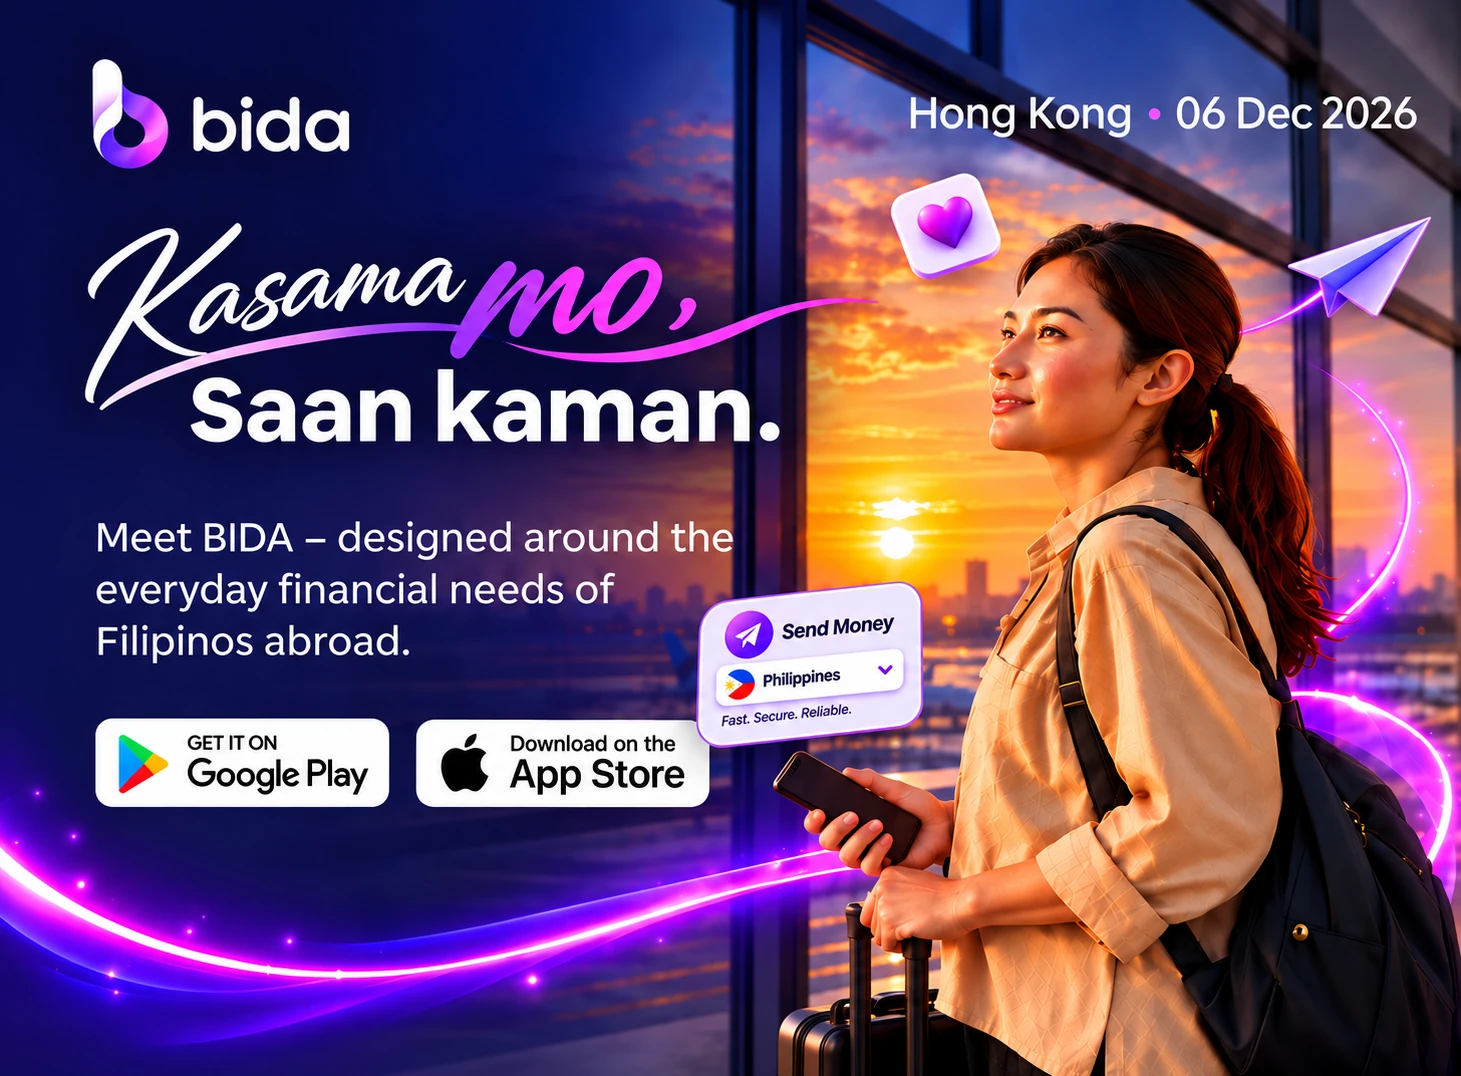 bida
Hong Kong • 06 Dec 2026
Kasama mo,
Saan kaman.
Meet BIDA – designed around the
everyday financial needs of
Filipinos abroad.
Send Money
Philippines
Fast. Secure. Reliable.
GET IT ON
Google Play
Download on the
App Store